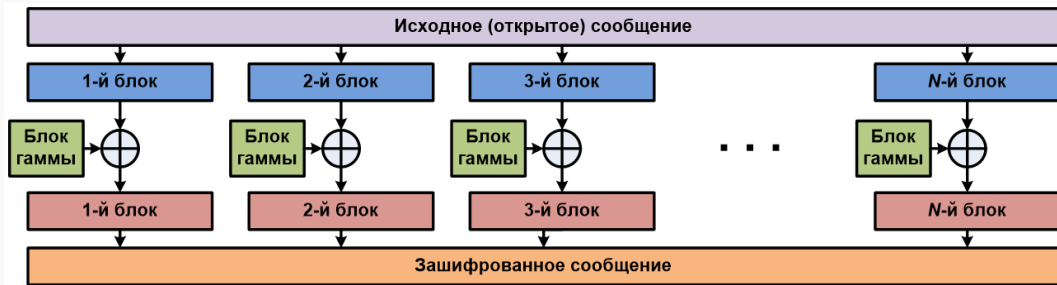 Исходное (открытое) сообщение
1-й блок
2-й блок
3-й блок
N-й блок
Блок
гаммы
Блок
гаммы
Блок
гаммы
Блок
гаммы
1-й блок
2-й блок
3-й блок
N-й блок
Зашифрованное сообщение